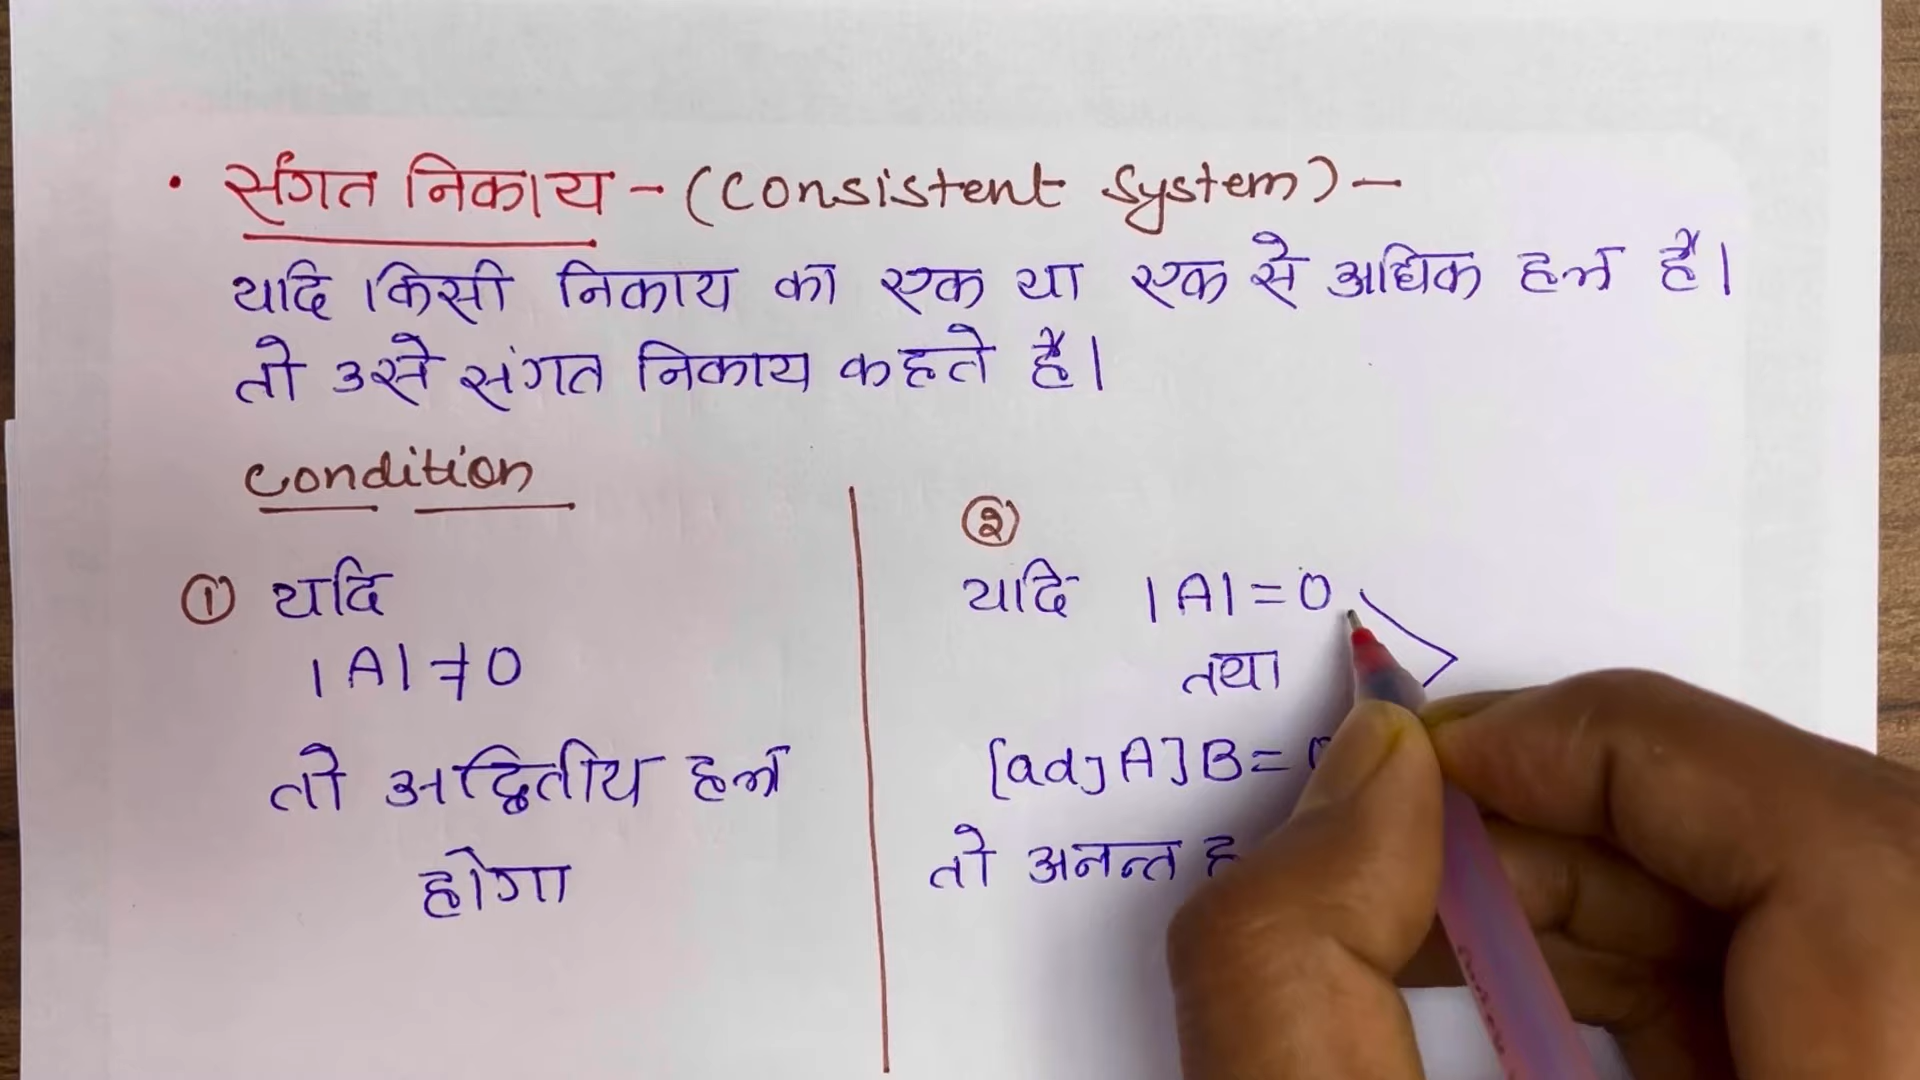 • संगत निकाय - (Consistent System) -
यदि किसी निकाय का एक या एक से अधिक हल है।
तो उसे संगत निकाय कहते है।
Condition
① यदि
|A| ≠ 0
तो अद्वितीय हल
होगा
②
यदि |A| = 0
तथा
[adj A] B =
तो अनन्त